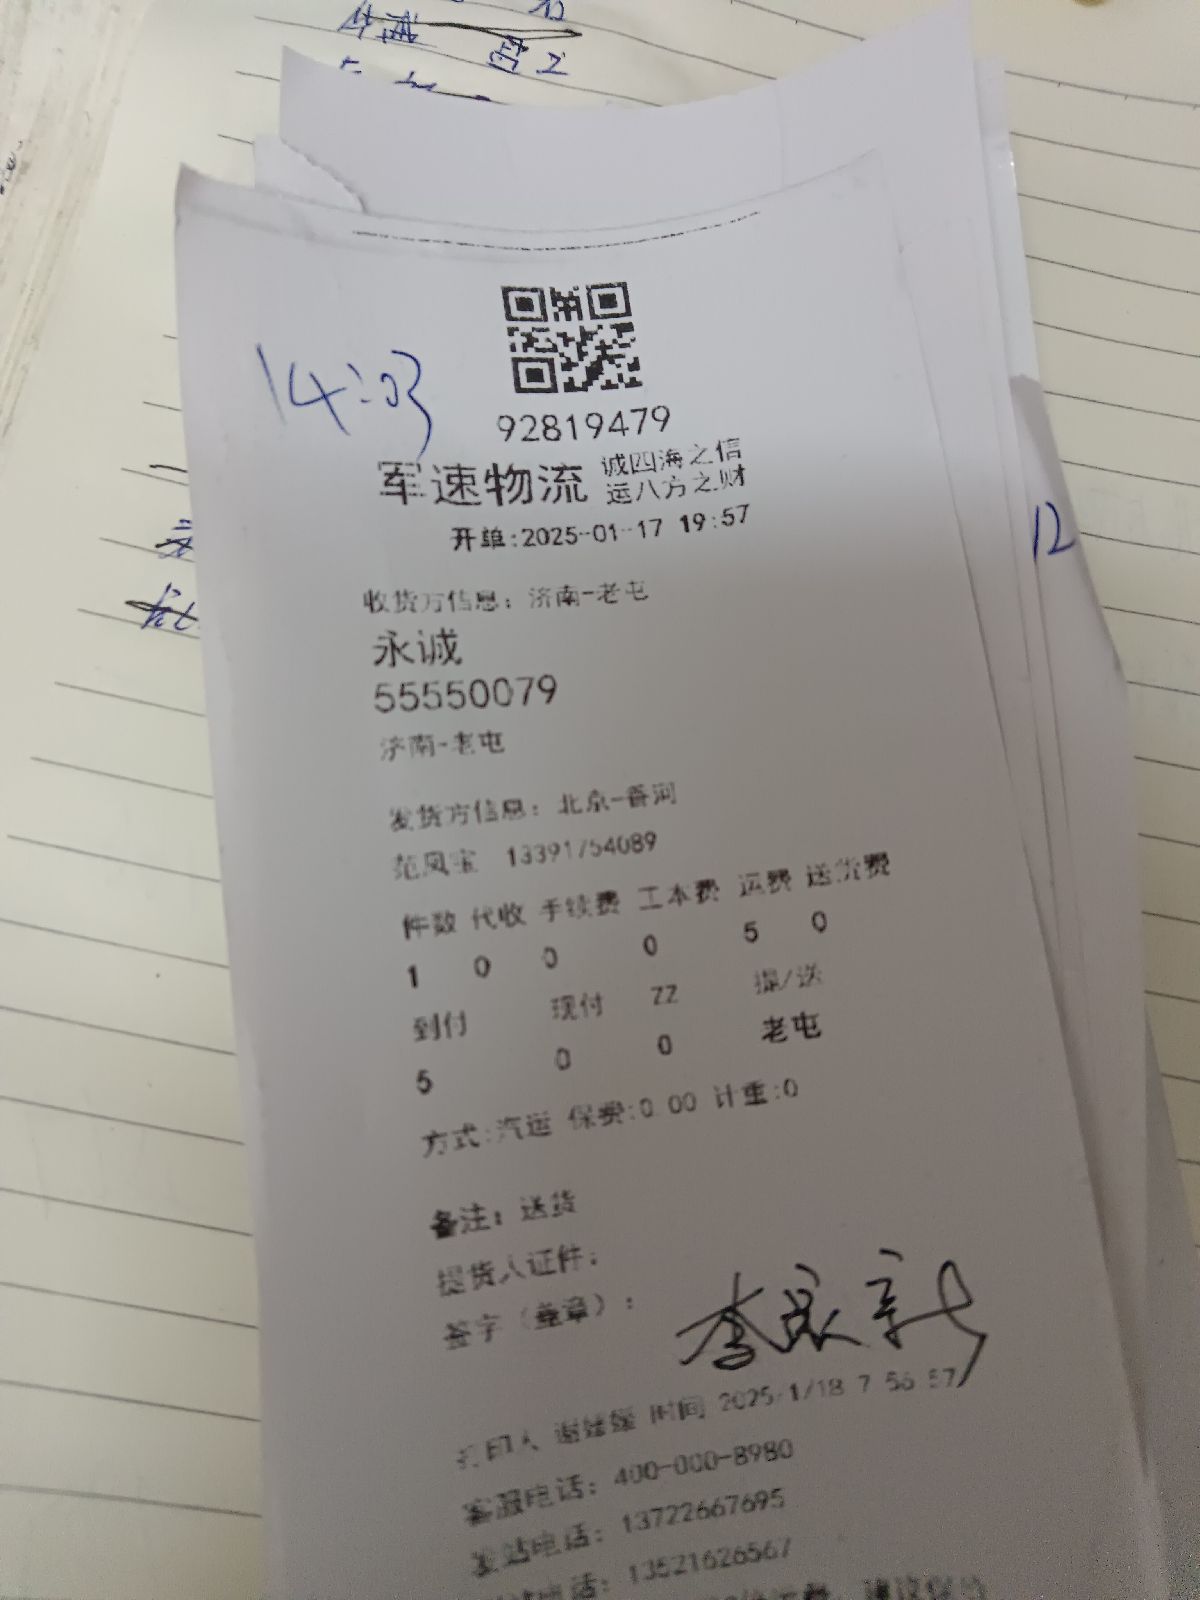 14:03
92819479
军速物流 诚四海之信
运八方之财
开单:2025-01-17 19:57
收货方信息：济南-老屯
永诚
55550079
济南-老屯
发货方信息：北京-香河
范凤宝 13391754089
件数 代收 手续费 工本费 运费 送货费
1 0 0 0 5 0
到付 现付 ZZ 提/送
5 0 0 老屯
方式:汽运 保费:0.00 计重:0
备注：送货
提货人证件：
签字（盖章）：
打印人 时间 2025/1/18 7:56:57
客服电话：400-000-8980
发站电话：13722667695
站电话：13521626567
12